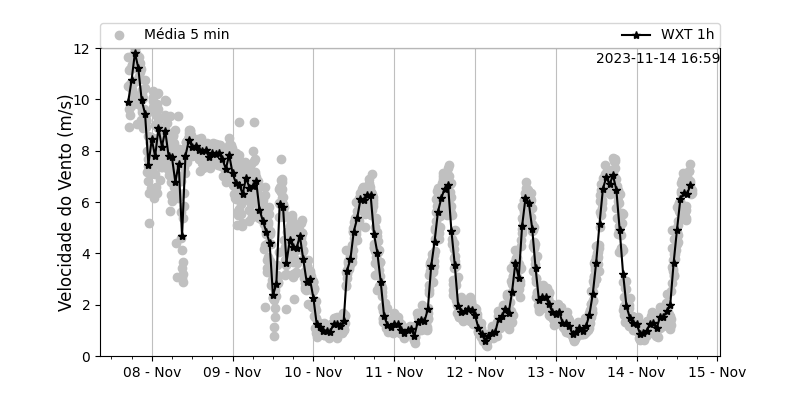 Média 5 min
WXT 1h
2023-11-14 16:59
Velocidade do Vento (m/s)
12
10
8
6
4
2
0
08 - Nov
09 - Nov
10 - Nov
11 - Nov
12 - Nov
13 - Nov
14 - Nov
15 - Nov